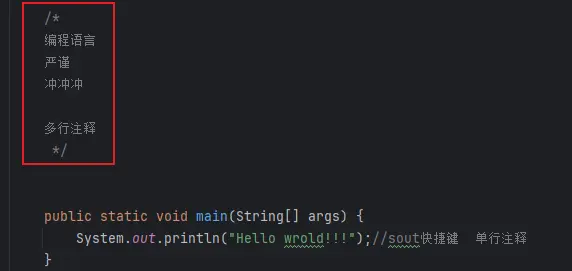 /*
编程语言
严谨
冲冲冲
多行注释
*/
public static void main(String[] args) {
System.out.println("Hello wrold!!!");//sout快捷键  单行注释
}